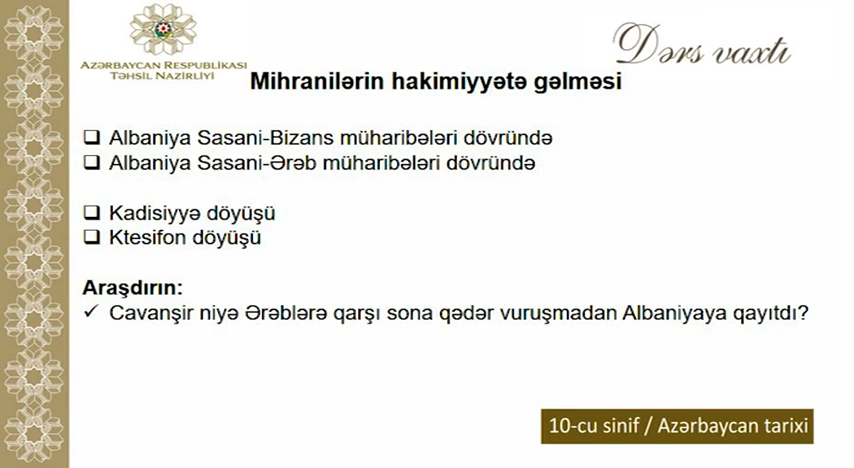 AZƏRBAYCAN RESPUBLIKASI
TƏHSIL NAZIRLIYI
Dərs vaxtı
Mihranilərin hakimiyyətə gəlməsi
❑ Albaniya Sasani-Bizans müharibələri dövründə
❑ Albaniya Sasani-Ərəb müharibələri dövründə
❑ Kadisiyyə döyüşü
❑ Ktesifon döyüşü
Araşdırın:
✓ Cavanşir niyə Ərəblərə qarşı sona qədər vuruşmadan Albaniyaya qayıtdı?
10-cu sinif / Azərbaycan tarixi